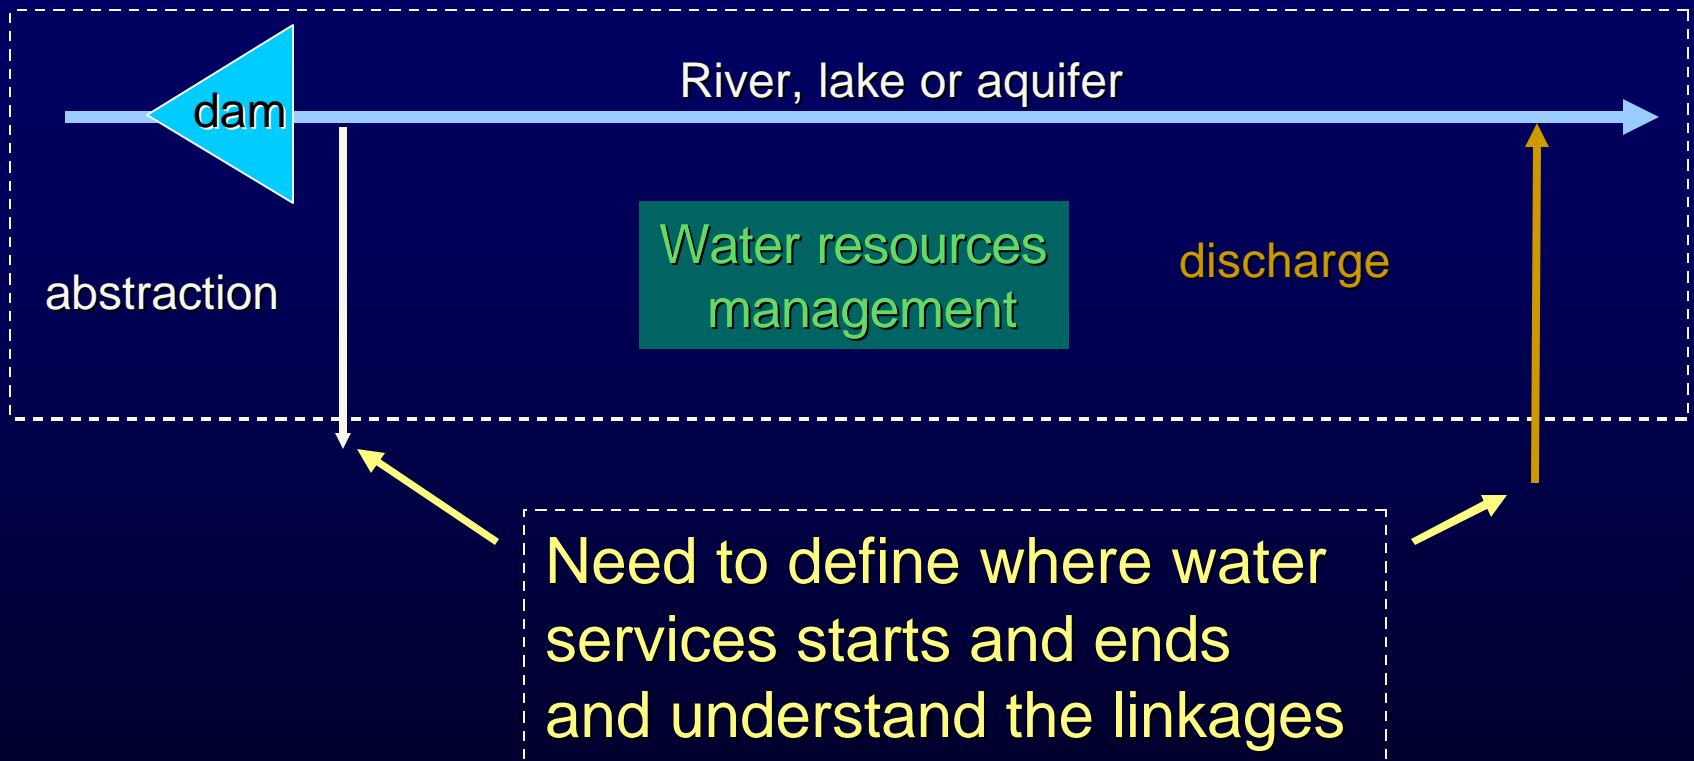 River, lake or aquifer
dam
Water resources
management
discharge
abstraction
Need to define where water
services starts and ends
and understand the linkages